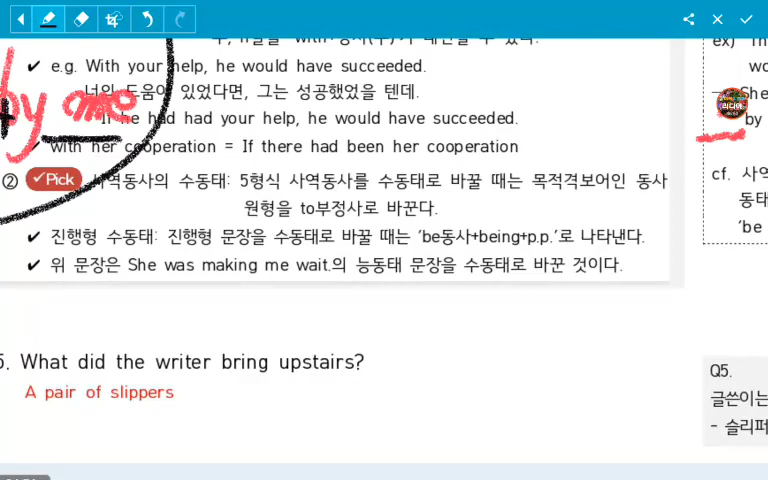 ✔ e.g. With your help, he would have succeeded.
너의 도움이 있었다면, 그는 성공했었을 텐데.
If he had had your help, he would have succeeded.
✔ with her cooperation = If there had been her cooperation
② ✓Pick 사역동사의 수동태: 5형식 사역동사를 수동태로 바꿀 때는 목적격보어인 동사
원형을 to부정사로 바꾼다.
✔ 진행형 수동태: 진행형 문장을 수동태로 바꿀 때는 'be동사+being+p.p.'로 나타낸다.
✔ 위 문장은 She was making me wait.의 능동태 문장을 수동태로 바꾼 것이다.
by me
5. What did the writer bring upstairs?
A pair of slippers
ex) Th
wo
She
by
cf. 사역
동태
'be
Q5.
글쓴이는
- 슬리퍼